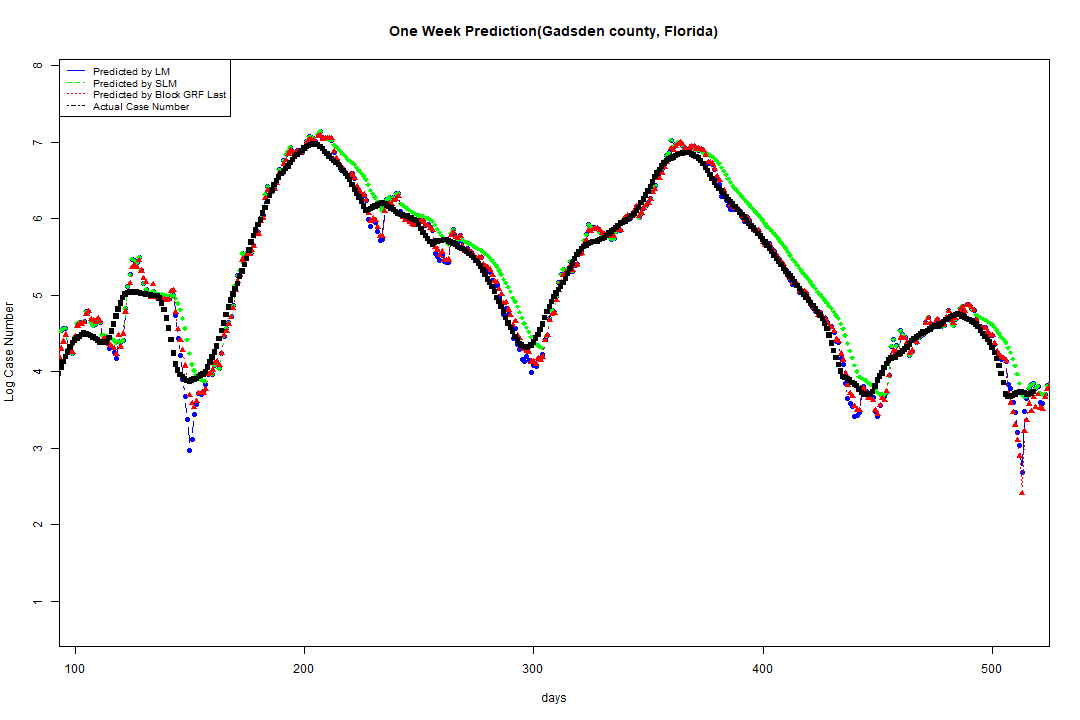 One Week Prediction(Gadsden county, Florida)
Predicted by LM
Predicted by SLM
Predicted by Block GRF Last
Actual Case Number
8
7
6
5
4
3
2
1
Log Case Number
100 200 300 400 500
days